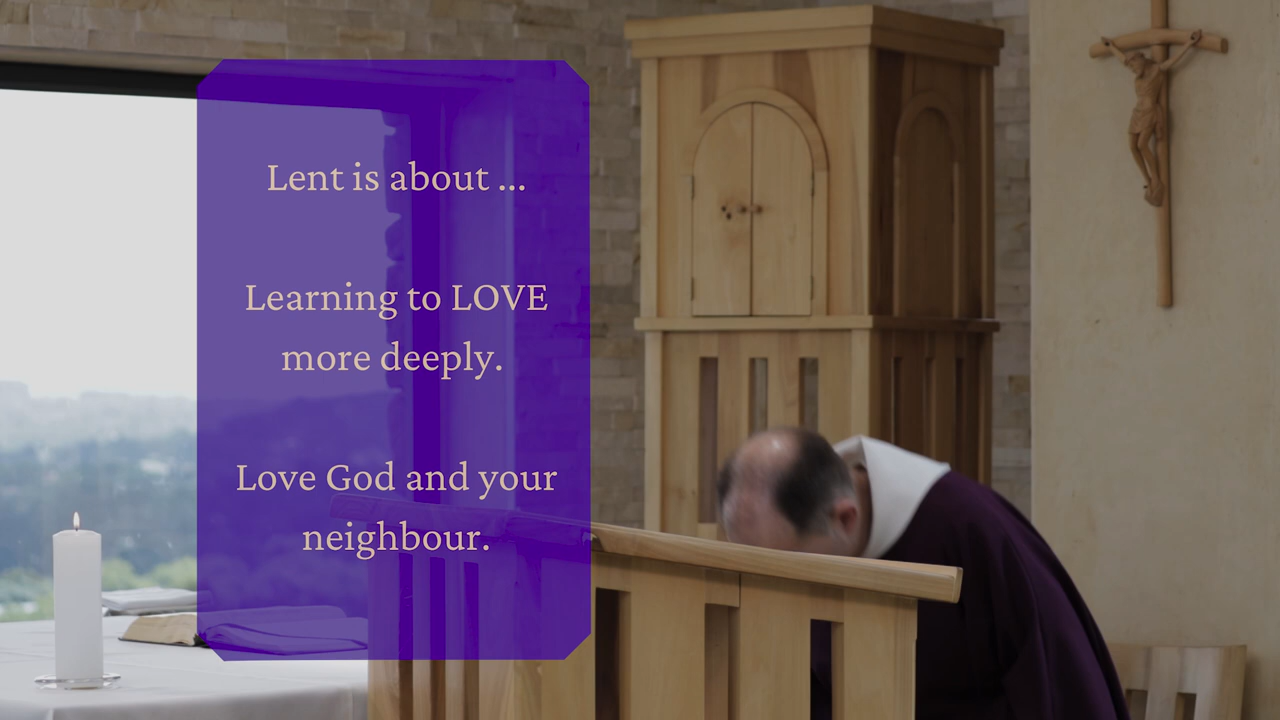 Lent is about ...
Learning to LOVE
more deeply.
Love God and your
neighbour.